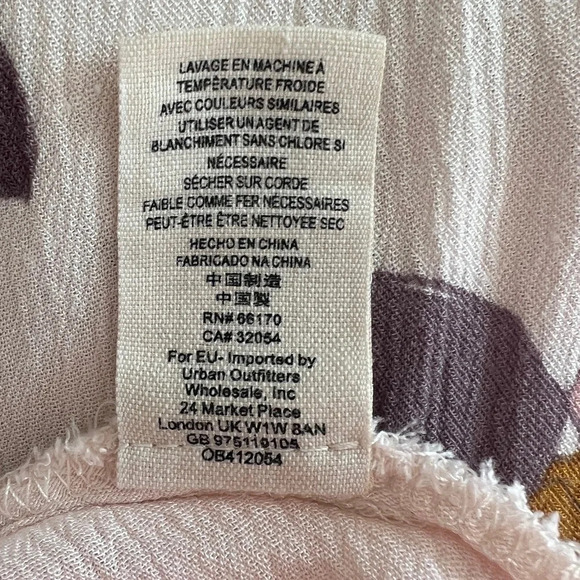 LAVAGE EN MACHINE À
TEMPÉRATURE FROIDE
AVEC COULEURS SIMILAIRES
UTILISER UN AGENT DE
BLANCHIMENT SANS CHLORE SI
NÉCESSAIRE
SÉCHER SUR CORDE
FAIBLE COMME FER NÉCESSAIRES
PEUT-ÊTRE ÊTRE NETTOYÉE SEC
HECHO EN CHINA
FABRICADO NA CHINA
中国制造
中国製
RN# 66170
CA# 32054
For EU- Imported by
Urban Outfitters
Wholesale, Inc
24 Market Place
London UK W1W 8AN
GB 975110105
OB412054